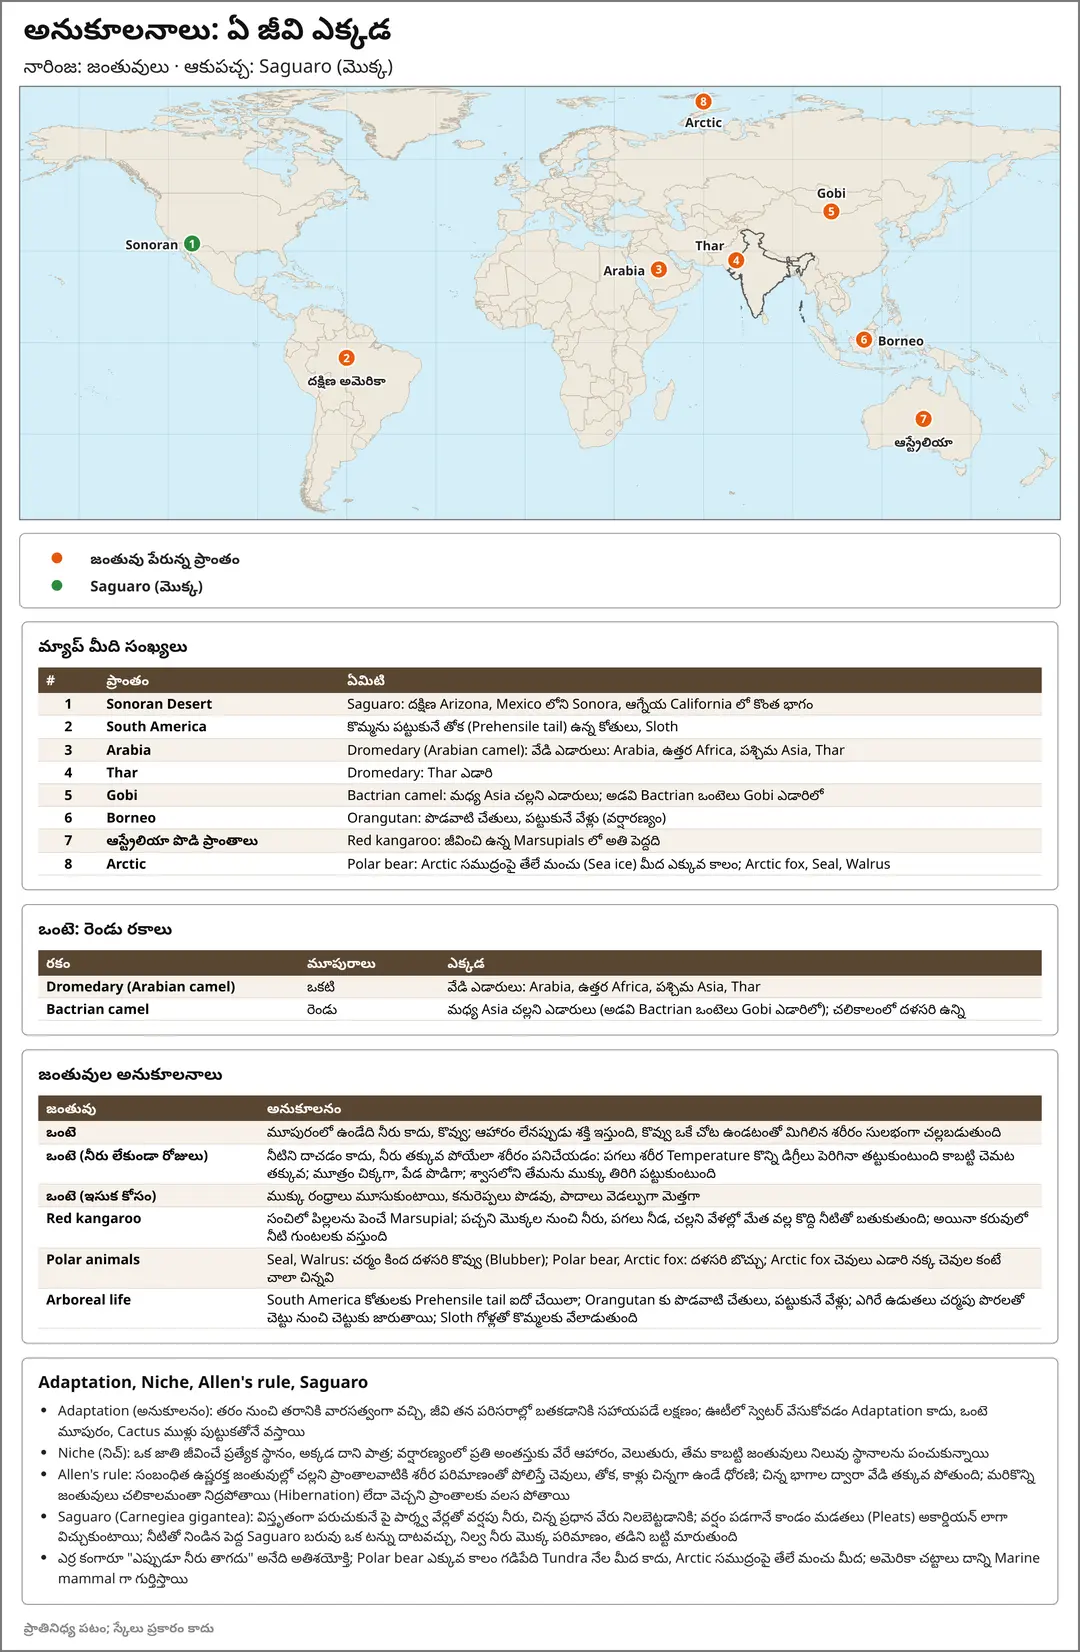 అనుకూలనాలు: ఏ జీవి ఎక్కడ
నారింజ: జంతువులు · ఆకుపచ్చ: Saguaro (మొక్క)
8
Arctic
Gobi
5
Sonoran 1
Thar
4
Arabia 3
6 Borneo
2
దక్షిణ అమెరికా
7
ఆస్ట్రేలియా
జంతువు పేరున్న ప్రాంతం
Saguaro (మొక్క)
మ్యాప్ మీది సంఖ్యలు
# ప్రాంతం ఏమిటి
1 Sonoran Desert Saguaro: దక్షిణ Arizona, Mexico లోని Sonora, ఆగ్నేయ California లో కొంత భాగం
2 South America కొమ్మను పట్టుకునే తోక (Prehensile tail) ఉన్న కోతులు, Sloth
3 Arabia Dromedary (Arabian camel): వేడి ఎడారులు: Arabia, ఉత్తర Africa, పశ్చిమ Asia, Thar
4 Thar Dromedary: Thar ఎడారి
5 Gobi Bactrian camel: మధ్య Asia చల్లని ఎడారులు; అడవి Bactrian ఒంటెలు Gobi ఎడారిలో
6 Borneo Orangutan: పొడవాటి చేతులు, పట్టుకునే వేళ్లు (వర్షారణ్యం)
7 ఆస్ట్రేలియా పొడి ప్రాంతాలు Red kangaroo: జీవించి ఉన్న Marsupials లో అతి పెద్దది
8 Arctic Polar bear: Arctic సముద్రంపై తేలే మంచు (Sea ice) మీద ఎక్కువ కాలం; Arctic fox, Seal, Walrus
ఒంటె: రెండు రకాలు
రకం మూపురాలు ఎక్కడ
Dromedary (Arabian camel) ఒకటి వేడి ఎడారులు: Arabia, ఉత్తర Africa, పశ్చిమ Asia, Thar
Bactrian camel రెండు మధ్య Asia చల్లని ఎడారులు (అడవి Bactrian ఒంటెలు Gobi ఎడారిలో); చలికాలంలో దళసరి ఉన్ని
జంతువుల అనుకూలనాలు
జంతువు అనుకూలనం
ఒంటె మూపురంలో ఉండేది నీరు కాదు, కొవ్వు; ఆహారం లేనప్పుడు శక్తి ఇస్తుంది, కొవ్వు ఒకే చోట ఉండటంతో మిగిలిన శరీరం సులభంగా చల్లబడుతుంది
ఒంటె (నీరు లేకుండా రోజులు) నీటిని దాచడం కాదు, నీరు తక్కువ పోయేలా శరీరం పనిచేయడం: పగలు శరీర Temperature కొన్ని డిగ్రీలు పెరిగినా తట్టుకుంటుంది కాబట్టి చెమట
తక్కువ; మూత్రం చిక్కగా, పేడ పొడిగా; శ్వాసలోని తేమను ముక్కు తిరిగి పట్టుకుంటుంది
ఒంటె (ఇసుక కోసం) ముక్కు రంధ్రాలు మూసుకుంటాయి, కనురెప్పలు పొడవు, పాదాలు వెడల్పుగా మెత్తగా
Red kangaroo సంచిలో పిల్లలను పెంచే Marsupial; పచ్చని మొక్కల నుంచి నీరు, పగలు నీడ, చల్లని వేళల్లో మేత వల్ల కొద్ది నీటితో బతుకుతుంది; అయినా కరువులో
నీటి గుంటలకు వస్తుంది
Polar animals Seal, Walrus: చర్మం కింద దళసరి కొవ్వు (Blubber); Polar bear, Arctic fox: దళసరి బొచ్చు; Arctic fox చెవులు ఎడారి నక్క చెవుల కంటే
చాలా చిన్నవి
Arboreal life South America కోతులకు Prehensile tail ఐదో చేయిలా; Orangutan కు పొడవాటి చేతులు, పట్టుకునే వేళ్లు; ఎగిరే ఉడుతలు చర్మపు పొరలతో
చెట్టు నుంచి చెట్టుకు జారుతాయి; Sloth గోళ్లతో కొమ్మలకు వేలాడుతుంది
Adaptation, Niche, Allen's rule, Saguaro
• Adaptation (అనుకూలనం): తరం నుంచి తరానికి వారసత్వంగా వచ్చి, జీవి తన పరిసరాల్లో బతకడానికి సహాయపడే లక్షణం; ఊటీలో స్వెటర్ వేసుకోవడం Adaptation కాదు, ఒంటె
మూపురం, Cactus ముళ్లు పుట్టుకతోనే వస్తాయి
• Niche (నిచ్): ఒక జాతి జీవించే ప్రత్యేక స్థానం, అక్కడ దాని పాత్ర; వర్షారణ్యంలో ప్రతి అంతస్తుకు వేరే ఆహారం, వెలుతురు, తేమ కాబట్టి జంతువులు నిలువు స్థానాలను పంచుకున్నాయి
• Allen's rule: సంబంధిత ఉష్ణరక్త జంతువుల్లో చల్లని ప్రాంతాలవాటికి శరీర పరిమాణంతో పోలిస్తే చెవులు, తోక, కాళ్లు చిన్నగా ఉండే ధోరణి; చిన్న భాగాల ద్వారా వేడి తక్కువ పోతుంది; మరికొన్ని
జంతువులు చలికాలమంతా నిద్రపోతాయి (Hibernation) లేదా వెచ్చని ప్రాంతాలకు వలస పోతాయి
• Saguaro (Carnegiea gigantea): విస్తృతంగా పరుచుకునే పై పార్శ్వ వేర్లతో వర్షపు నీరు, చిన్న ప్రధాన వేరు నిలబెట్టడానికి; వర్షం పడగానే కాండం మడతలు (Pleats) అకార్డియన్ లాగా
విచ్చుకుంటాయి; నీటితో నిండిన పెద్ద Saguaro బరువు ఒక టన్ను దాటవచ్చు, నిల్వ నీరు మొక్క పరిమాణం, తడిని బట్టి మారుతుంది
• ఎర్ర కంగారూ "ఎప్పుడూ నీరు తాగదు" అనేది అతిశయోక్తి; Polar bear ఎక్కువ కాలం గడిపేది Tundra నేల మీద కాదు, Arctic సముద్రంపై తేలే మంచు మీద; అమెరికా చట్టాలు దాన్ని Marine
mammal గా గుర్తిస్తాయి
ప్రాతినిధ్య పటం; స్కేలు ప్రకారం కాదు